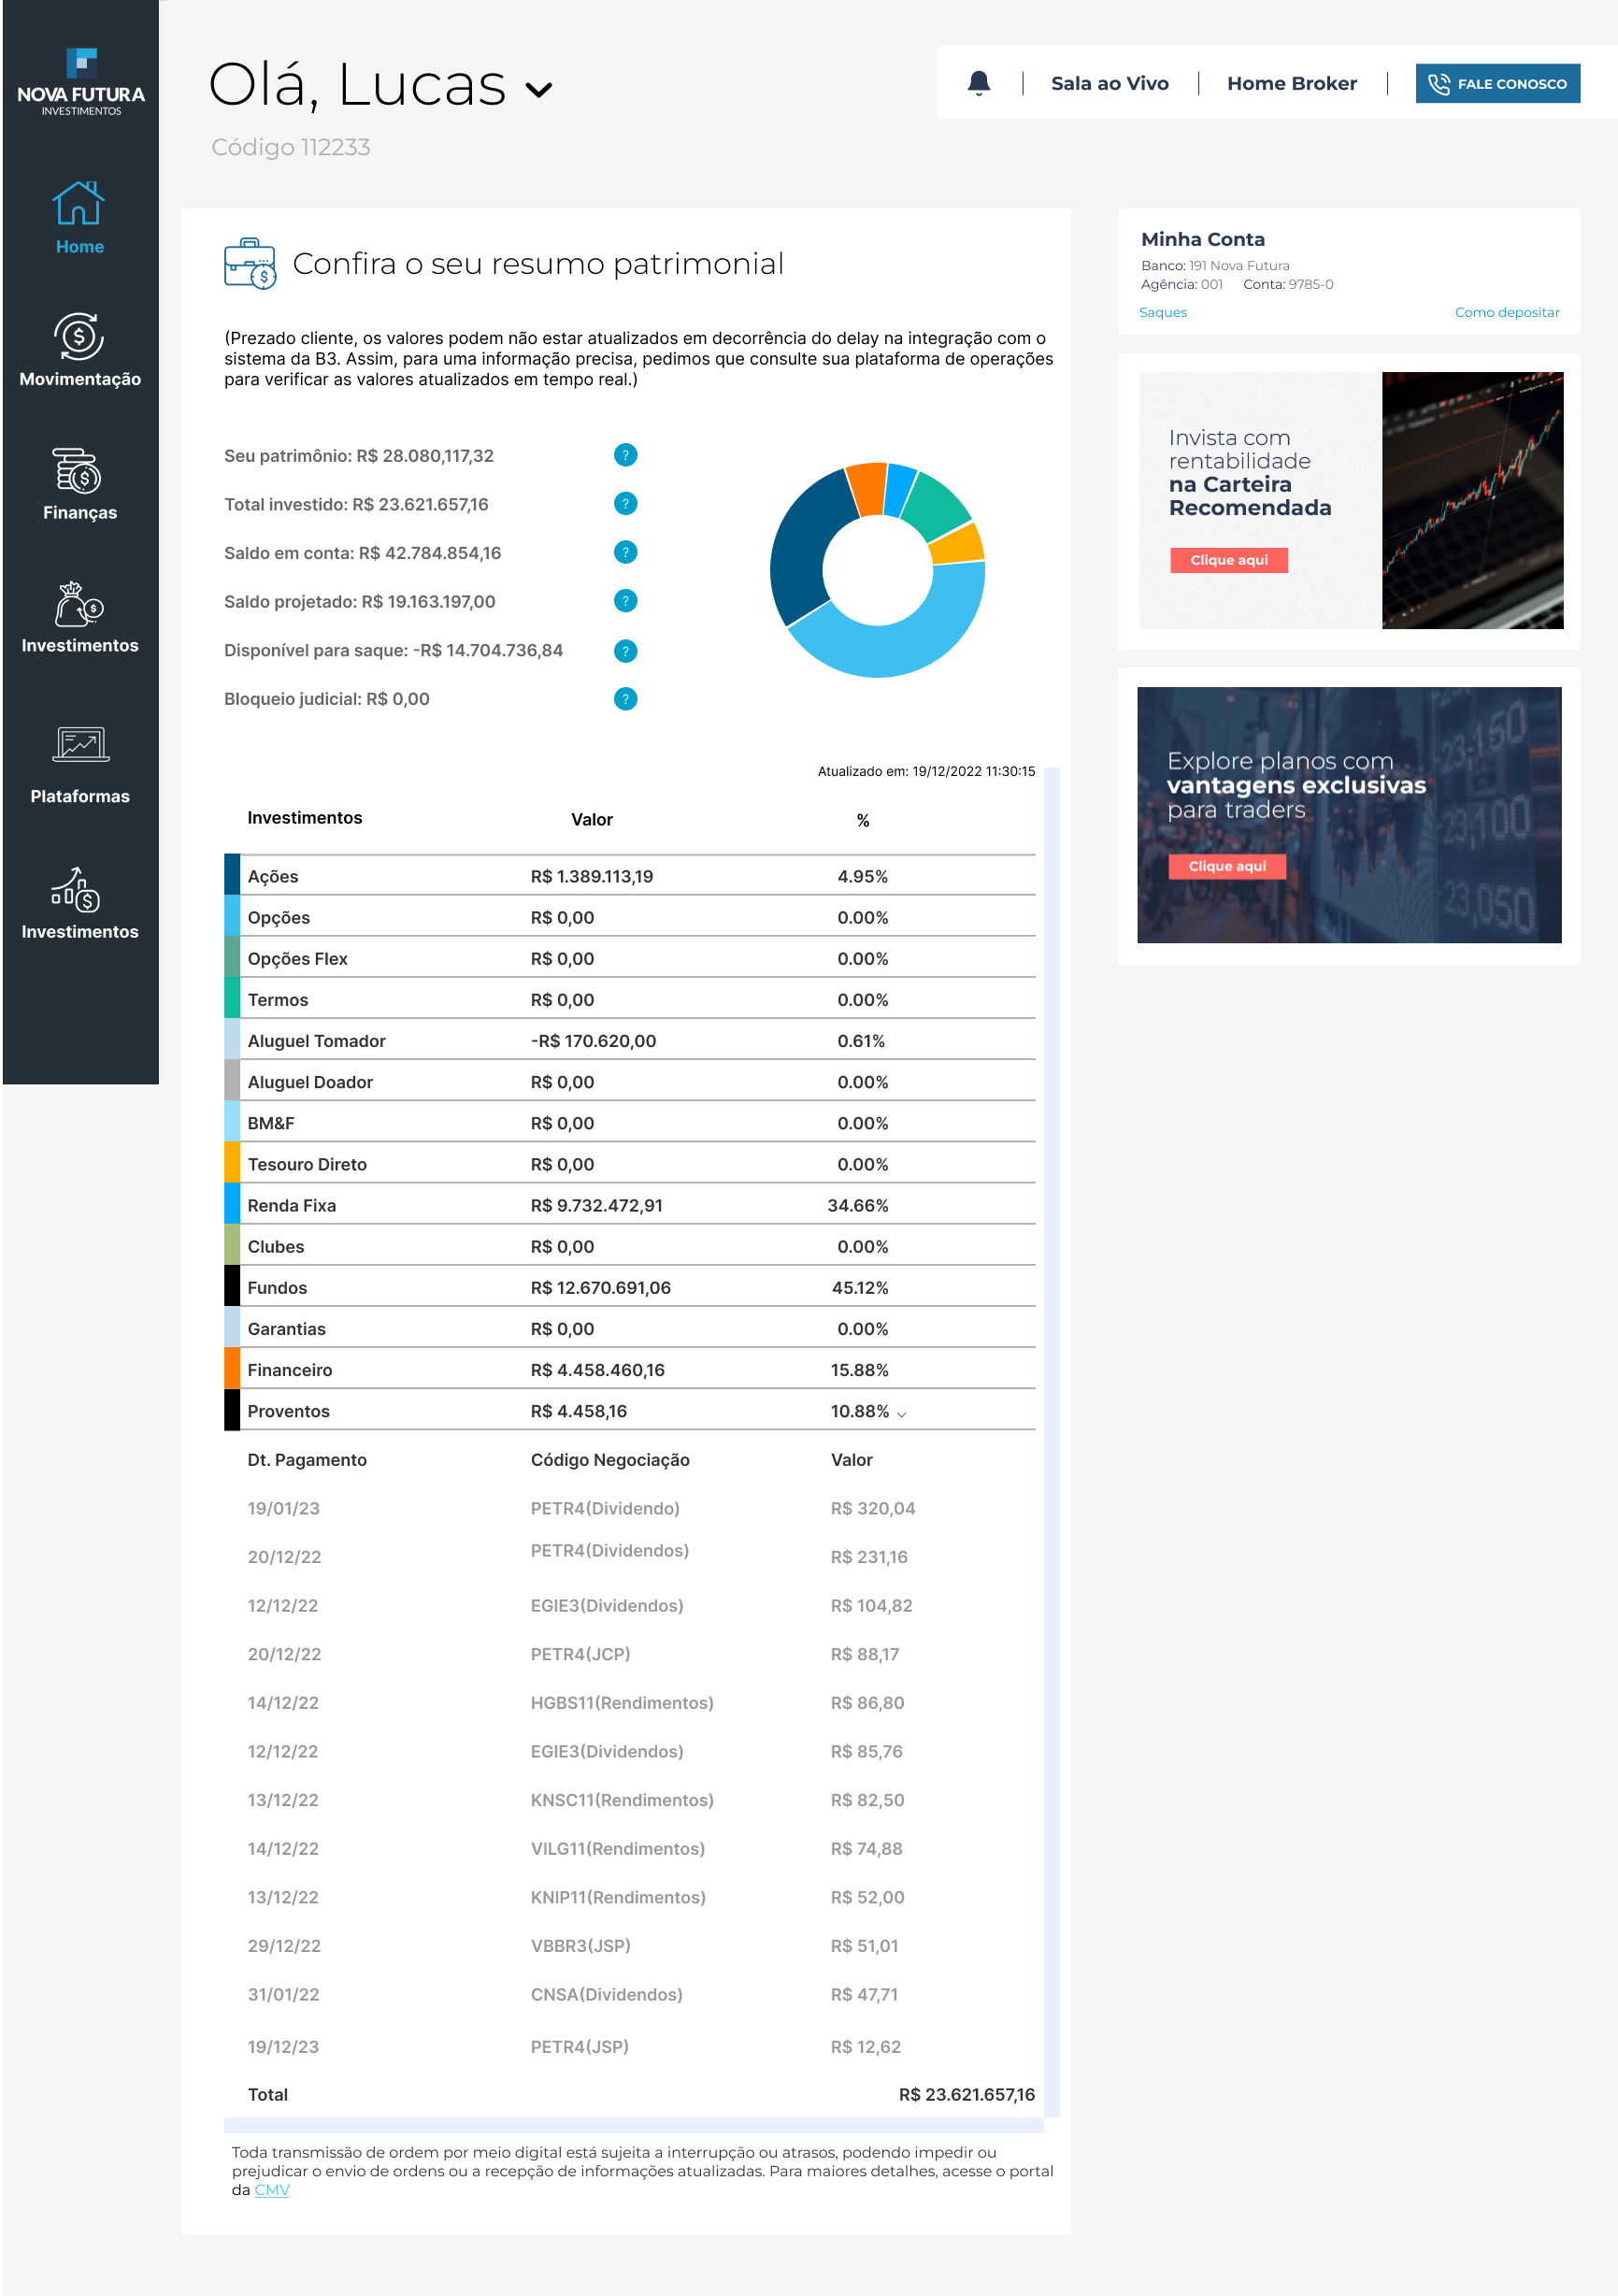 NOVA FUTURA
INVESTIMENTOS
Home
Movimentação
Finanças
Investimentos
Plataformas
Investimentos
Olá, Lucas
Código 112233
Sala ao Vivo
Home Broker
FALE CONOSCO
Confira o seu resumo patrimonial
(Prezado cliente, os valores podem não estar atualizados em decorrência do delay na integração com o
sistema da B3. Assim, para uma informação precisa, pedimos que consulte sua plataforma de operações
para verificar as valores atualizados em tempo real.)
Seu patrimônio: R$ 28.080,117,32 ?
Total investido: R$ 23.621.657,16 ?
Saldo em conta: R$ 42.784.854,16 ?
Saldo projetado: R$ 19.163.197,00 ?
Disponível para saque: -R$ 14.704.736,84 ?
Bloqueio judicial: R$ 0,00 ?
Atualizado em: 19/12/2022 11:30:15
Investimentos Valor %
Ações R$ 1.389.113,19 4.95%
Opções R$ 0,00 0.00%
Opções Flex R$ 0,00 0.00%
Termos R$ 0,00 0.00%
Aluguel Tomador -R$ 170.620,00 0.61%
Aluguel Doador R$ 0,00 0.00%
BM&F R$ 0,00 0.00%
Tesouro Direto R$ 0,00 0.00%
Renda Fixa R$ 9.732.472,91 34.66%
Clubes R$ 0,00 0.00%
Fundos R$ 12.670.691,06 45.12%
Garantias R$ 0,00 0.00%
Financeiro R$ 4.458.460,16 15.88%
Proventos R$ 4.458,16 10.88%
Dt. Pagamento Código Negociação Valor
19/01/23 PETR4(Dividendo) R$ 320,04
20/12/22 PETR4(Dividendos) R$ 231,16
12/12/22 EGIE3(Dividendos) R$ 104,82
20/12/22 PETR4(JCP) R$ 88,17
14/12/22 HGBS11(Rendimentos) R$ 86,80
12/12/22 EGIE3(Dividendos) R$ 85,76
13/12/22 KNSC11(Rendimentos) R$ 82,50
14/12/22 VILG11(Rendimentos) R$ 74,88
13/12/22 KNIP11(Rendimentos) R$ 52,00
29/12/22 VBBR3(JSP) R$ 51,01
31/01/22 CNSA(Dividendos) R$ 47,71
19/12/23 PETR4(JSP) R$ 12,62
Total R$ 23.621.657,16
Toda transmissão de ordem por meio digital está sujeita a interrupção ou atrasos, podendo impedir ou
prejudicar o envio de ordens ou a recepção de informações atualizadas. Para maiores detalhes, acesse o portal
da CMV
Minha Conta
Banco: 191 Nova Futura
Agência: 001 Conta: 9785-0
Saques Como depositar
Invista com
rentabilidade
na Carteira
Recomendada
Clique aqui
Explore planos com
vantagens exclusivas
para traders
Clique aqui
23,100
23,050